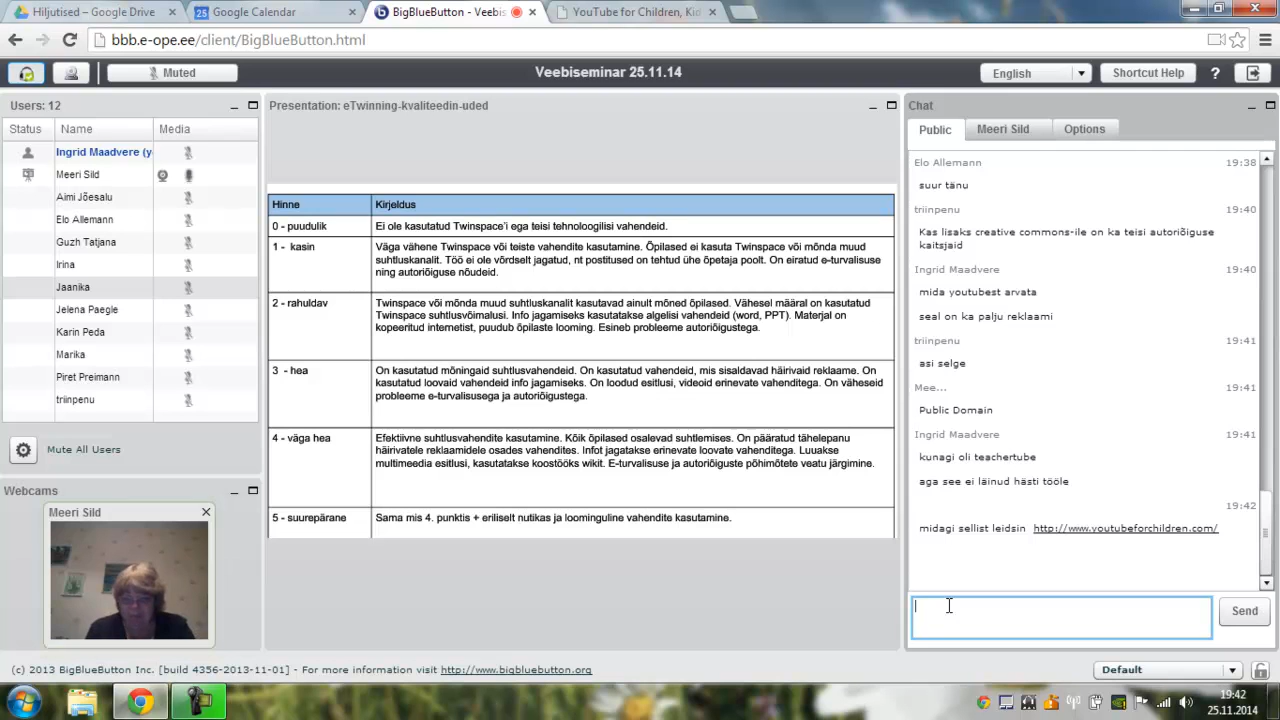 Hiljutised – Google Drive
Google Calendar
BigBlueButton - Veebis
YouTube for Children, Kid
bbb.e-ope.ee/client/BigBlueButton.html
Muted
Veebiseminar 25.11.14
English
Shortcut Help
?
Users: 12
Status Name Media
Ingrid Maadvere (y
Meeri Sild
Aimi Jõesalu
Elo Allemann
Guzh Tatjana
Irina
Jaanika
Jelena Paegle
Karin Peda
Marika
Piret Preimann
triinpenu
Mute All Users
Webcams
Meeri Sild
Presentation: eTwinning-kvaliteedin-uded
Hinne Kirjeldus
0 - puudulik Ei ole kasutatud Twinspace'i ega teisi tehnoloogilisi vahendeid.
1 - kasin Väga vähene Twinspace või teiste vahendite kasutamine. Õpilased ei kasuta Twinspace või mõnda muud
suhtluskanalit. Töö ei ole võrdselt jagatud, nt postitused on tehtud ühe õpetaja poolt. On eiratud e-turvalisuse
ning autoriõiguse nõudeid.
2 - rahuldav Twinspace või mõnda muud suhtluskanalit kasutavad ainult mõned õpilased. Vähesel määral on kasutatud
Twinspace suhtlusvõimalusi. Info jagamiseks kasutatakse algelisi vahendeid (word, PPT). Materjal on
kopeeritud internetist, puudub õpilaste looming. Esineb probleeme autoriõigustega.
3 - hea On kasutatud mõningaid suhtlusvahendeid. On kasutatud vahendeid, mis sisaldavad häirivaid reklaame. On
kasutatud loovaid vahendeid info jagamiseks. On loodud esitlusi, videoid erinevate vahenditega. On väheseid
probleeme e-turvalisusega ja autoriõigustega.
4 - väga hea Efektiivne suhtlusvahendite kasutamine. Kõik õpilased osalevad suhtlemises. On pööratud tähelepanu
häirivatele reklaamidele osades vahendites. Infot jagatakse erinevate loovate vahenditega. Luuakse
multimeedia esitlusi, kasutatakse koostööks wikit. E-turvalisuse ja autoriõiguste põhimõtete veatu järgimine.
5 - suurepärane Sama mis 4. punktis + eriliselt nutikas ja loominguline vahendite kasutamine.
Chat
Public Meeri Sild Options
Elo Allemann 19:38
suur tänu
triinpenu 19:40
Kas lisaks creative commons-ile on ka teisi autoriõiguse
kaitsjaid
Ingrid Maadvere 19:40
mida youtubest arvata
seal on ka palju reklaami
triinpenu 19:41
asi selge
Mee... 19:41
Public Domain
Ingrid Maadvere 19:41
kunagi oli teachertube
aga see ei läinud hästi tööle
19:42
midagi sellist leidsin http://www.youtubeforchildren.com/
Send
(c) 2013 BigBlueButton Inc. [build 4356-2013-11-01] - For more information visit http://www.bigbluebutton.org
Default
19:42
25.11.2014